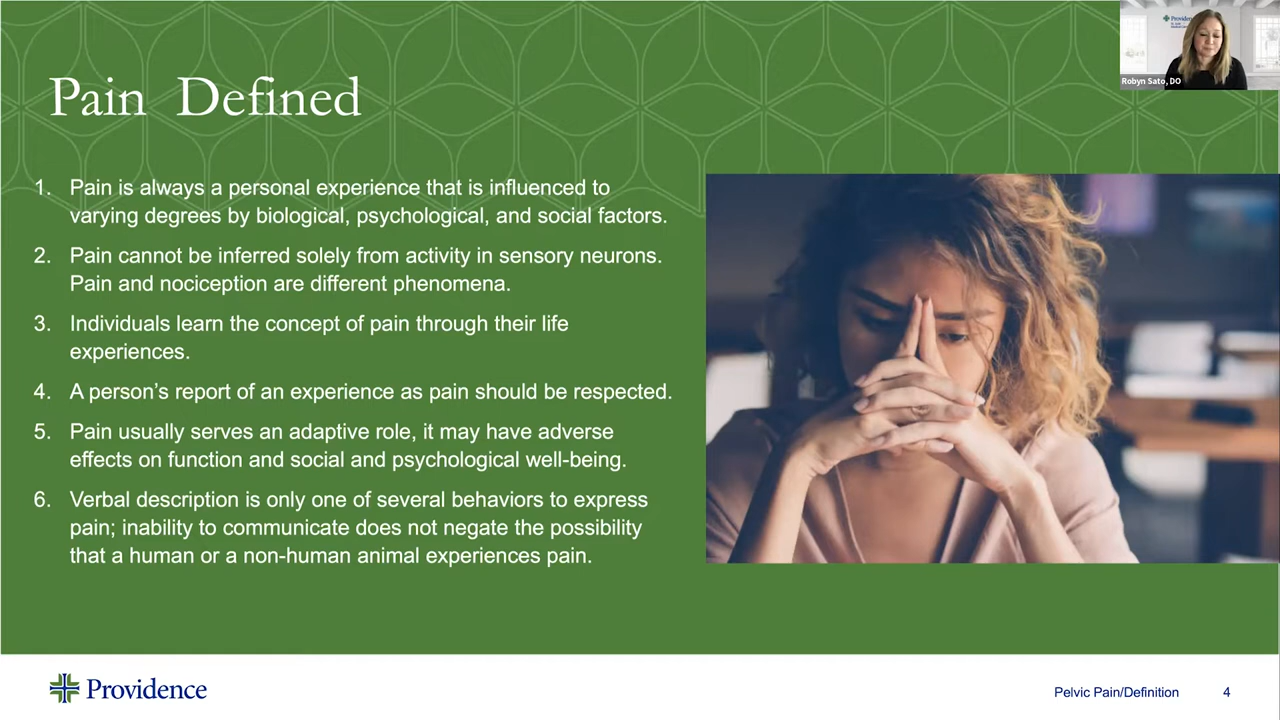 Providence
Robyn Sato, DO
Pain Defined
1. Pain is always a personal experience that is influenced to
varying degrees by biological, psychological, and social factors.
2. Pain cannot be inferred solely from activity in sensory neurons.
Pain and nociception are different phenomena.
3. Individuals learn the concept of pain through their life
experiences.
4. A person’s report of an experience as pain should be respected.
5. Pain usually serves an adaptive role, it may have adverse
effects on function and social and psychological well-being.
6. Verbal description is only one of several behaviors to express
pain; inability to communicate does not negate the possibility
that a human or a non-human animal experiences pain.
Providence
Pelvic Pain/Definition 4